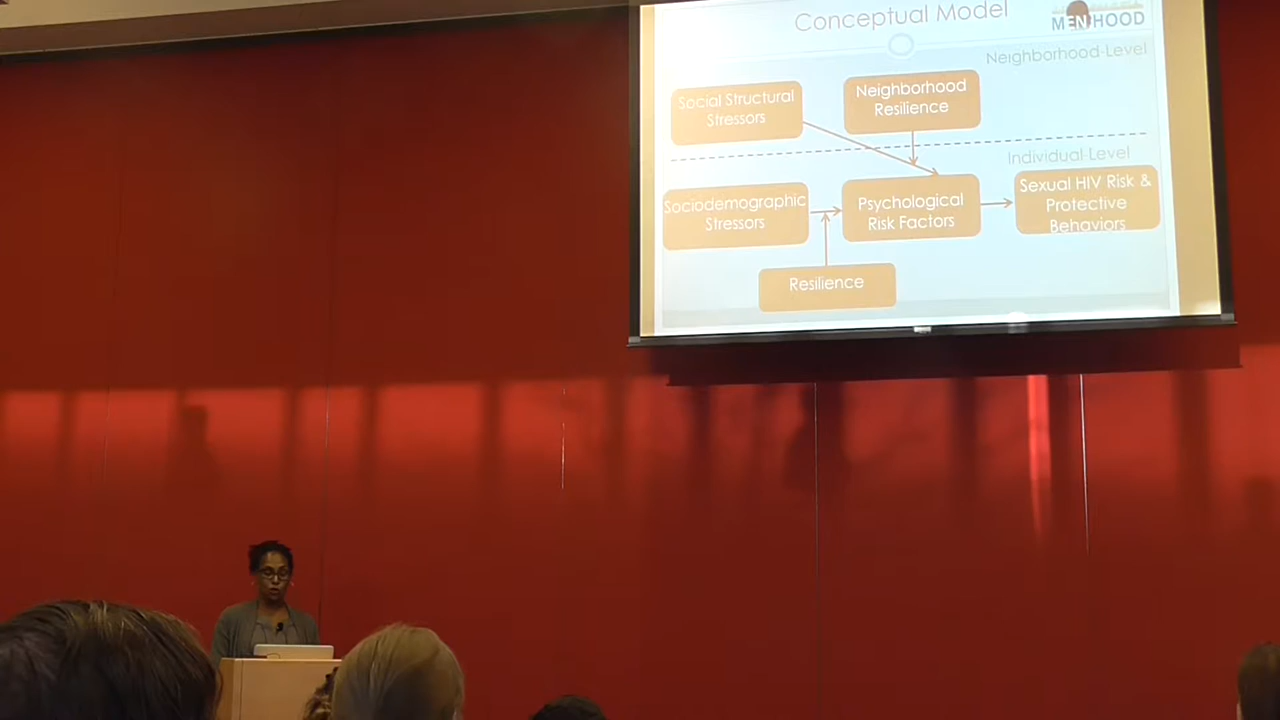 Conceptual Model
MENHOOD
Neighborhood-Level
Social Structural
Stressors
Neighborhood
Resilience
Individual-Level
Sociodemographic
Stressors
Psychological
Risk Factors
Sexual HIV Risk &
Protective
Behaviors
Resilience